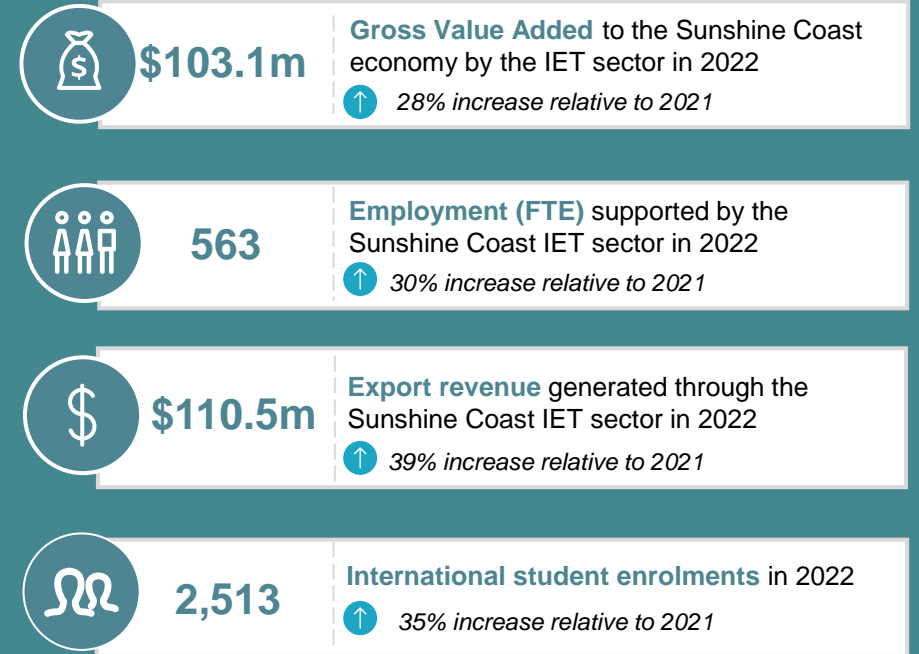 $103.1m
Gross Value Added to the Sunshine Coast
economy by the IET sector in 2022
28% increase relative to 2021
563
Employment (FTE) supported by the
Sunshine Coast IET sector in 2022
30% increase relative to 2021
$110.5m
Export revenue generated through the
Sunshine Coast IET sector in 2022
39% increase relative to 2021
2,513
International student enrolments in 2022
35% increase relative to 2021